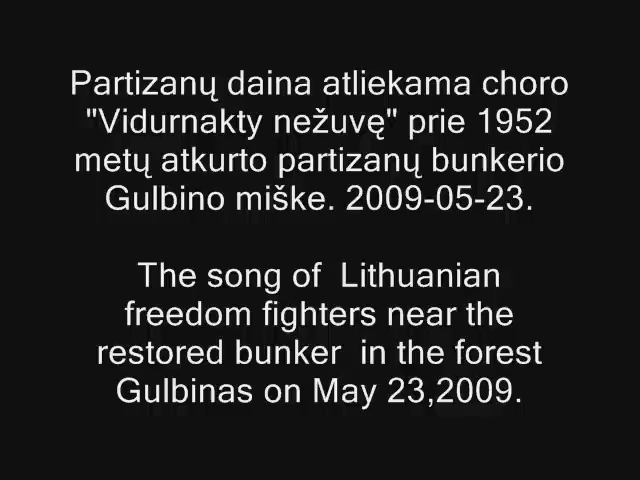 Partizanų daina atliekama choro
"Vidurnakty nežuvę" prie 1952
metų atkurto partizanų bunkerio
Gulbino miške. 2009-05-23.
The song of Lithuanian
freedom fighters near the
restored bunker in the forest
Gulbinas on May 23,2009.